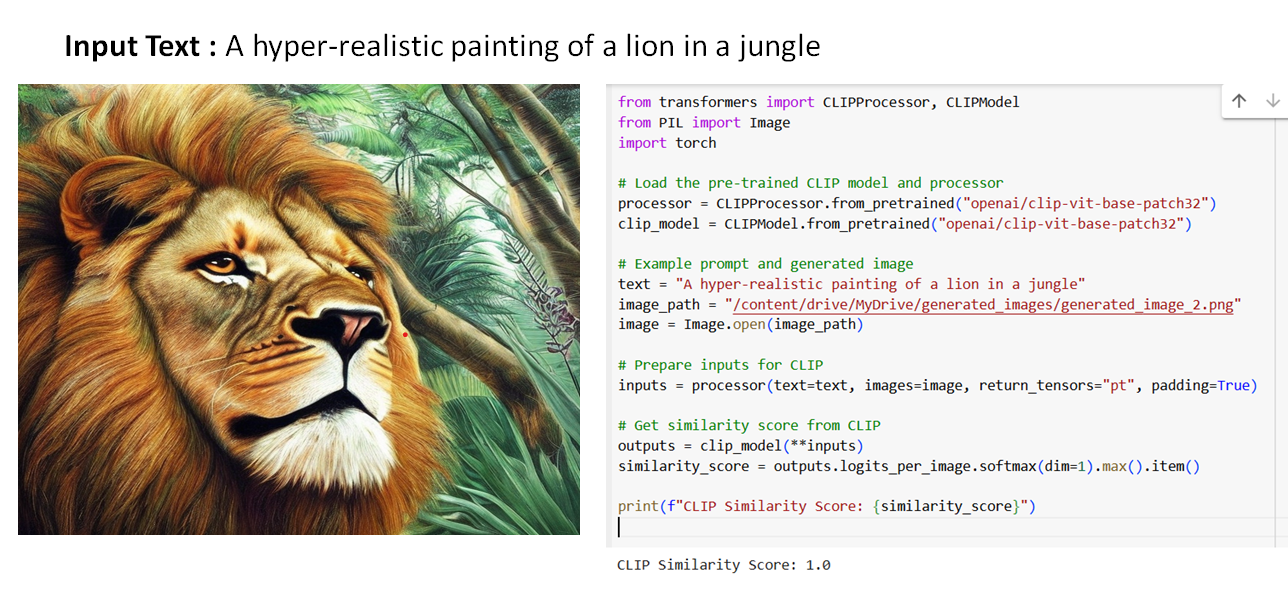 Input Text : A hyper-realistic painting of a lion in a jungle
from transformers import CLIPProcessor, CLIPModel
from PIL import Image
import torch
# Load the pre-trained CLIP model and processor
processor = CLIPProcessor.from_pretrained("openai/clip-vit-base-patch32")
clip_model = CLIPModel.from_pretrained("openai/clip-vit-base-patch32")
# Example prompt and generated image
text = "A hyper-realistic painting of a lion in a jungle"
image_path = "/content/drive/MyDrive/generated_images/generated_image_2.png"
image = Image.open(image_path)
# Prepare inputs for CLIP
inputs = processor(text=text, images=image, return_tensors="pt", padding=True)
# Get similarity score from CLIP
outputs = clip_model(**inputs)
similarity_score = outputs.logits_per_image.softmax(dim=1).max().item()
print(f"CLIP Similarity Score: {similarity_score}")
CLIP Similarity Score: 1.0